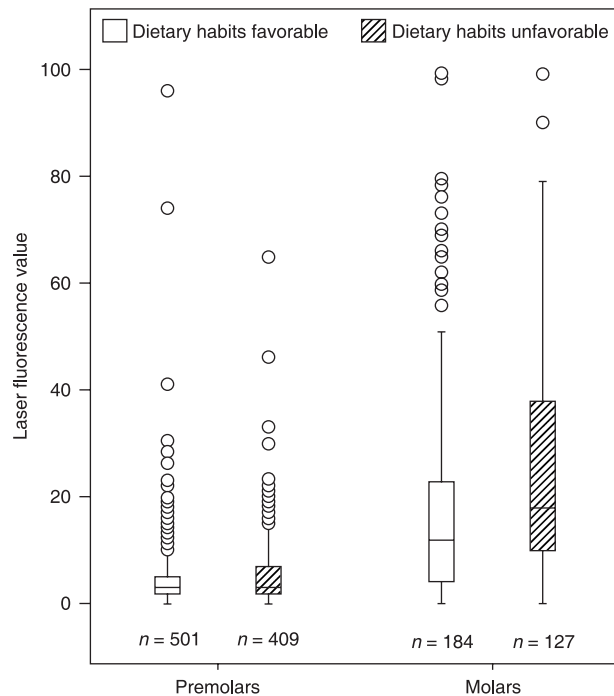 Dietary habits favorable
Dietary habits unfavorable
100
80
60
40
20
0
Laser fluorescence value
n = 501
n = 409
n = 184
n = 127
Premolars
Molars